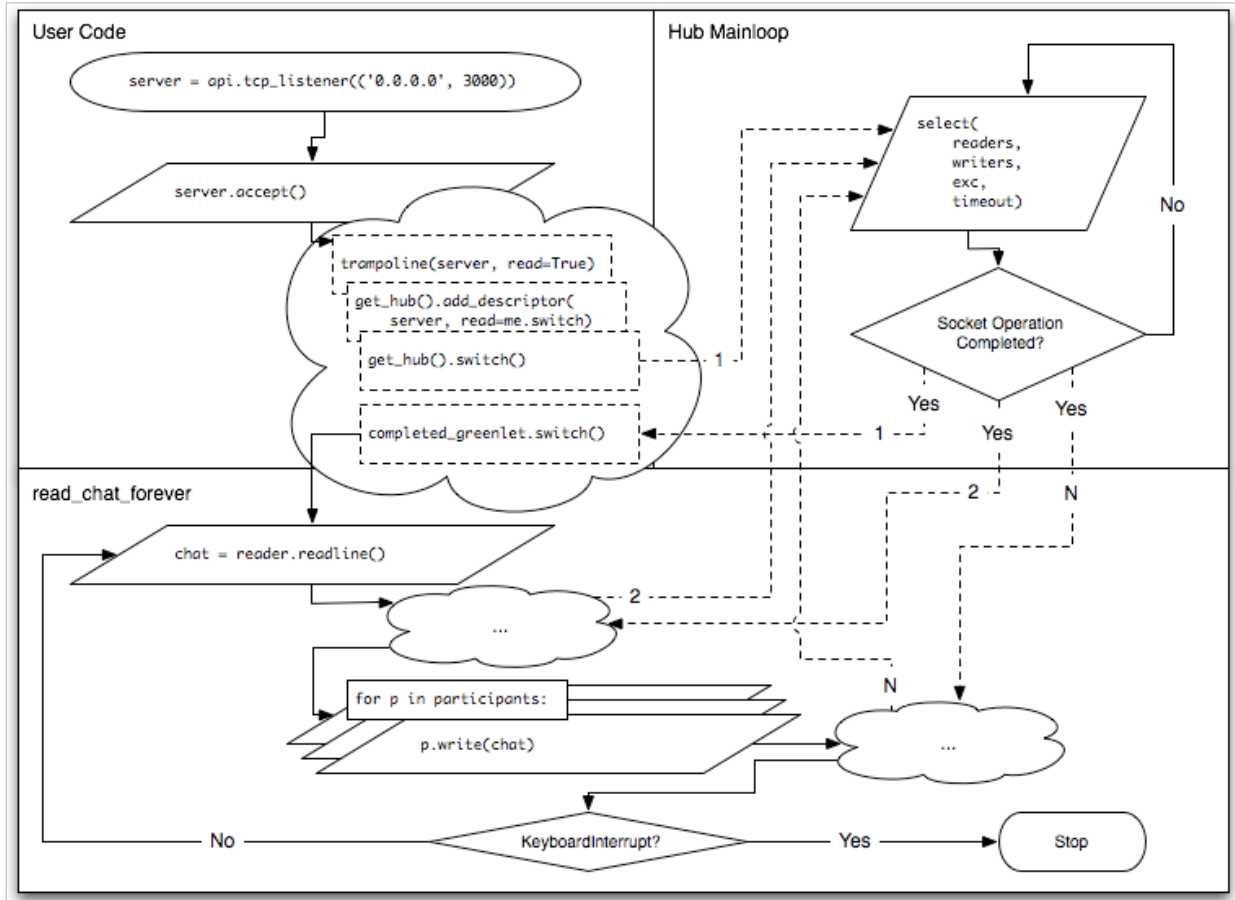 User Code
server = api.tcp_listener(('0.0.0.0', 3000))
server.accept()
trampoline(server, read=True)
get_hub().add_descriptor(
server, read=me.switch)
get_hub().switch()
1
completed_greenlet.switch()
1
Hub Mainloop
select(
readers,
writers,
exc,
timeout)
No
Socket Operation
Completed?
Yes
Yes
Yes
2
N
read_chat_forever
chat = reader.readline()
...
2
for p in participants:
p.write(chat)
N
...
KeyboardInterrupt?
No
Yes
Stop